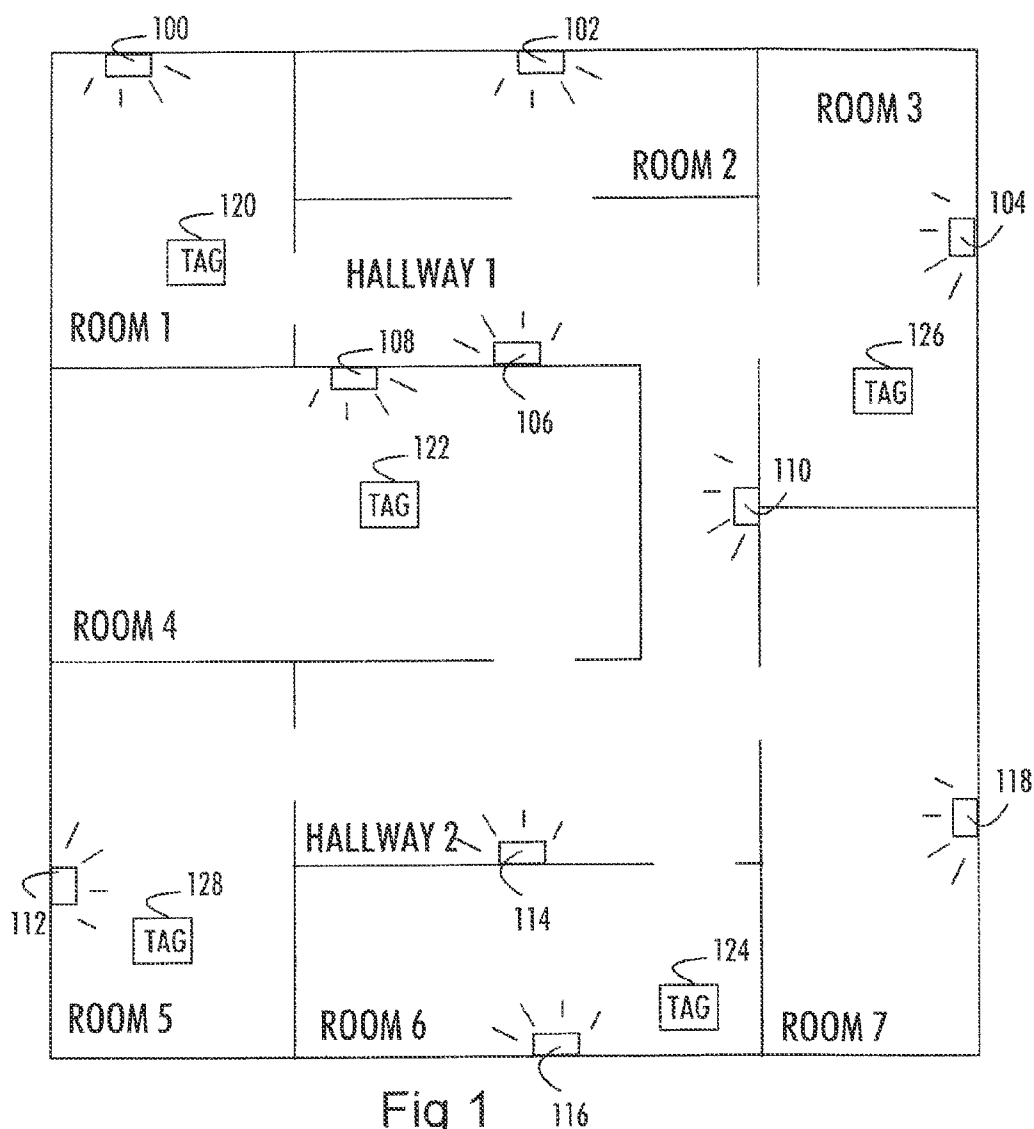 100
102
ROOM 3
ROOM 2
120
104
TAG
HALLWAY 1
ROOM 1
108
126
TAG
106
122
110
TAG
ROOM 4
118
HALLWAY 2
128
112
114
TAG
124
TAG
ROOM 5
ROOM 6
ROOM 7
Fig 1
116